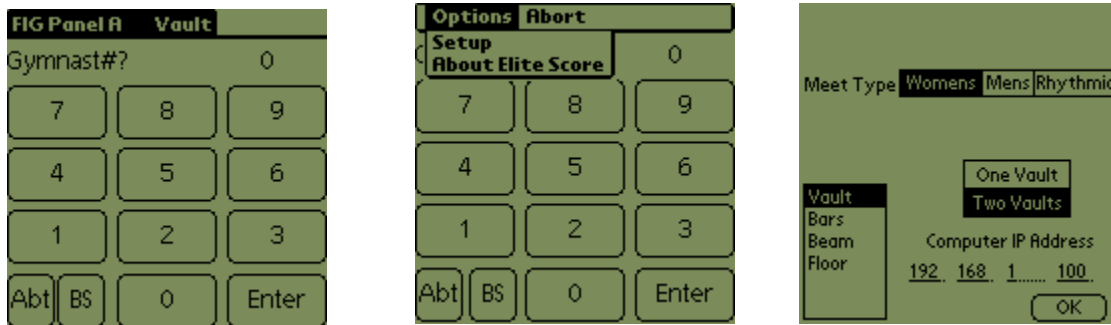 FIG Panel A Vault
Gymnast#? 0
7 8 9
4 5 6
1 2 3
Abt BS 0 Enter
Options Abort
Setup
About Elite Score
0
7 8 9
4 5 6
1 2 3
Abt BS 0 Enter
Meet Type Womens Mens Rhythmic
One Vault
Two Vaults
Vault
Bars
Beam
Floor
Computer IP Address
192 168 1 100
OK